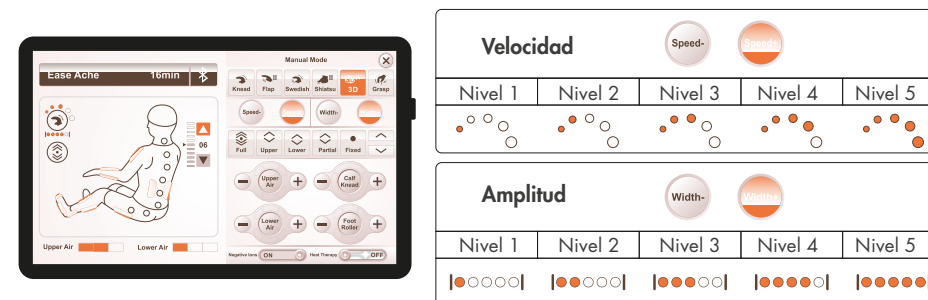 Manual Mode
Ease Ache 16min
Knead Flap Swedish Shiatsu 3D Grasp
Speed- Width-
06
Full Upper Lower Partial Fixed
Upper Air
Calf Knead
Lower Air
Foot Roller
Upper Air Lower Air
Negative Ions ON Heat Therapy OFF
Velocidad Speed- Speed+
Nivel 1 Nivel 2 Nivel 3 Nivel 4 Nivel 5
Amplitud Width- Width+
Nivel 1 Nivel 2 Nivel 3 Nivel 4 Nivel 5